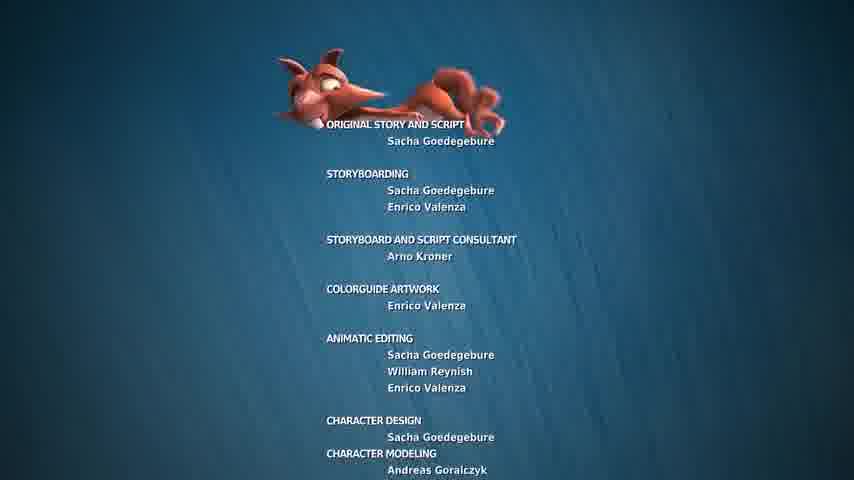 ORIGINAL STORY AND SCRIPT
Sacha Goedegebure
STORYBOARDING
Sacha Goedegebure
Enrico Valenza
STORYBOARD AND SCRIPT CONSULTANT
Arno Kroner
COLORGUIDE ARTWORK
Enrico Valenza
ANIMATIC EDITING
Sacha Goedegebure
William Reynish
Enrico Valenza
CHARACTER DESIGN
Sacha Goedegebure
CHARACTER MODELING
Andreas Goralczyk